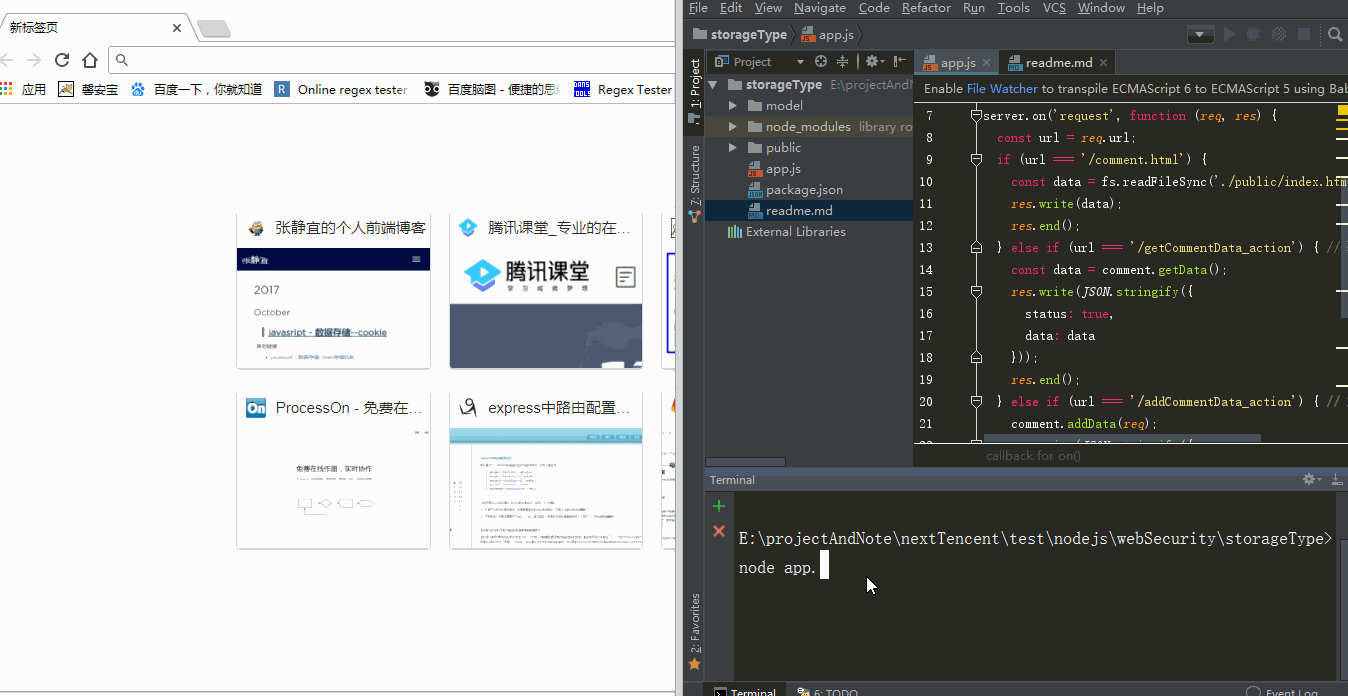 新标签页
应用
馨安宝
百度一下，你就知道
Online regex tester
百度脑图 - 便捷的思
Regex Tester
张静宜的个人前端博客
张静宜
2017
October
javasript - 数据存储--cookie
腾讯课堂_专业的在...
腾讯课堂
学 习 成 就 梦 想
On
ProcessOn - 免费在...
免费在线作图，实时协作
express中路由配置...
File Edit View Navigate Code Refactor Run Tools VCS Window Help
storageType
app.js
1: Project
Project
storageType E:\projectAndN
model
node_modules library ro
public
app.js
package.json
readme.md
External Libraries
7: Structure
2: Favorites
app.js
readme.md
Enable File Watcher to transpile ECMAScript 6 to ECMAScript 5 using Bab
7 server.on('request', function (req, res) {
8 const url = req.url;
9 if (url === '/comment.html') {
10 const data = fs.readFileSync('./public/index.htm
11 res.write(data);
12 res.end();
13 } else if (url === '/getCommentData_action') { //
14 const data = comment.getData();
15 res.write(JSON.stringify({
16 status: true,
17 data: data
18 }));
19 res.end();
20 } else if (url === '/addCommentData_action') { //
21 comment.addData(req);
callback for on()
Terminal
E:\projectAndNote\nextTencent\test\nodejs\webSecurity\storageType>
node app.
Terminal
6: TODO
Event Log